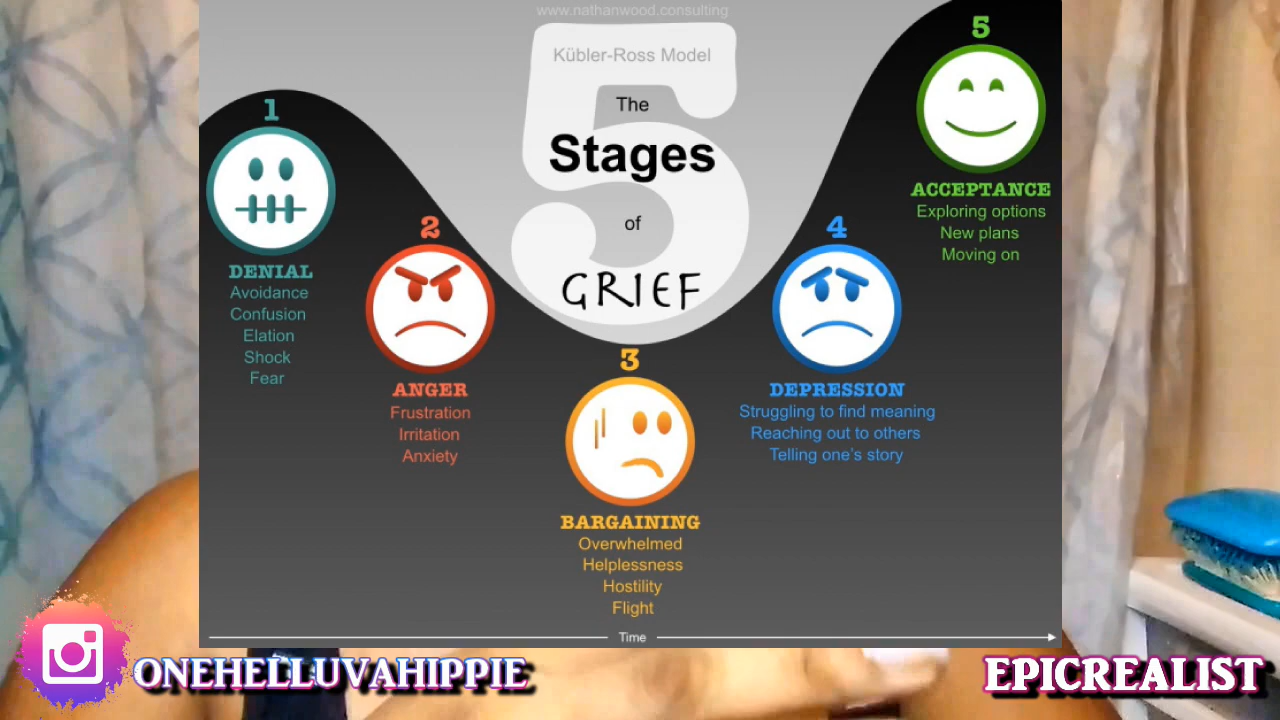 www.nathanwood.consulting
Kübler-Ross Model
5
The
Stages
of
GRIEF
1
DENIAL
Avoidance
Confusion
Elation
Shock
Fear
2
ANGER
Frustration
Irritation
Anxiety
3
BARGAINING
Overwhelmed
Helplessness
Hostility
Flight
4
DEPRESSION
Struggling to find meaning
Reaching out to others
Telling one's story
5
ACCEPTANCE
Exploring options
New plans
Moving on
Time
ONEHELLUVAHIPPIE
EPICREALIST